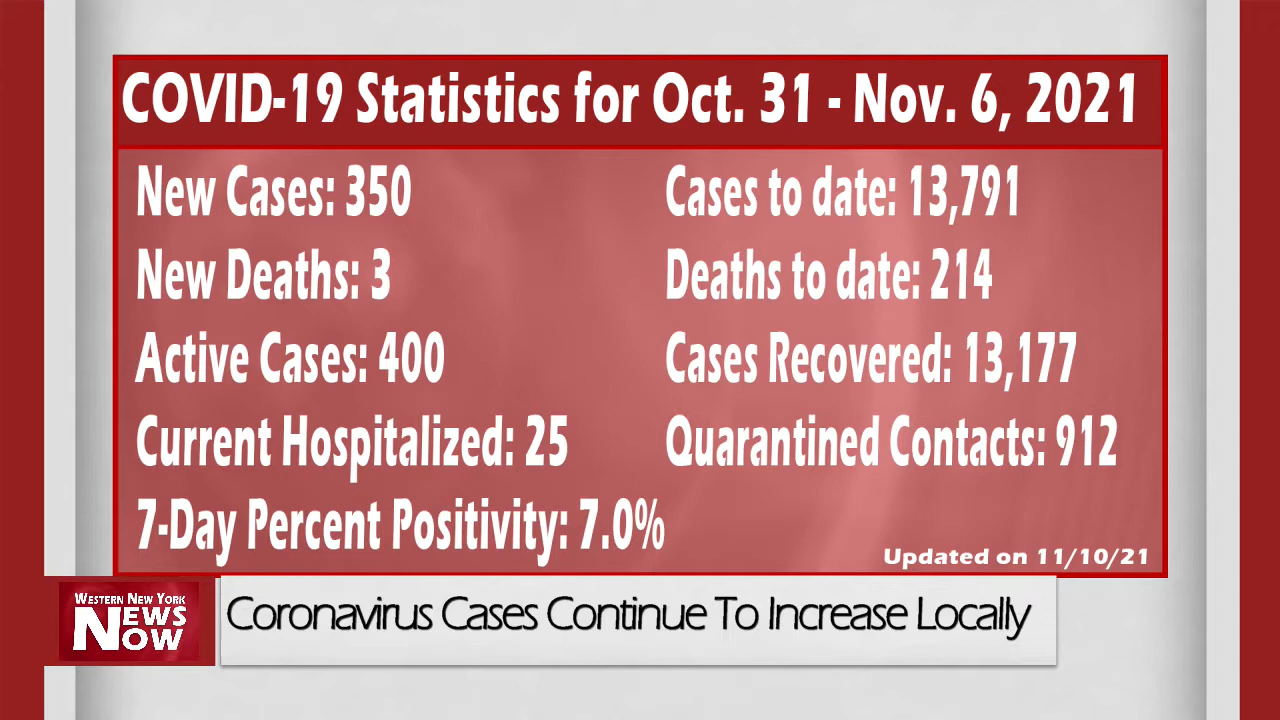 COVID-19 Statistics for Oct. 31 - Nov. 6, 2021
New Cases: 350
Cases to date: 13,791
New Deaths: 3
Deaths to date: 214
Active Cases: 400
Cases Recovered: 13,177
Current Hospitalized: 25
Quarantined Contacts: 912
7-Day Percent Positivity: 7.0%
Updated on 11/10/21
WESTERN NEW YORK
NEWS
NOW
Coronavirus Cases Continue To Increase Locally